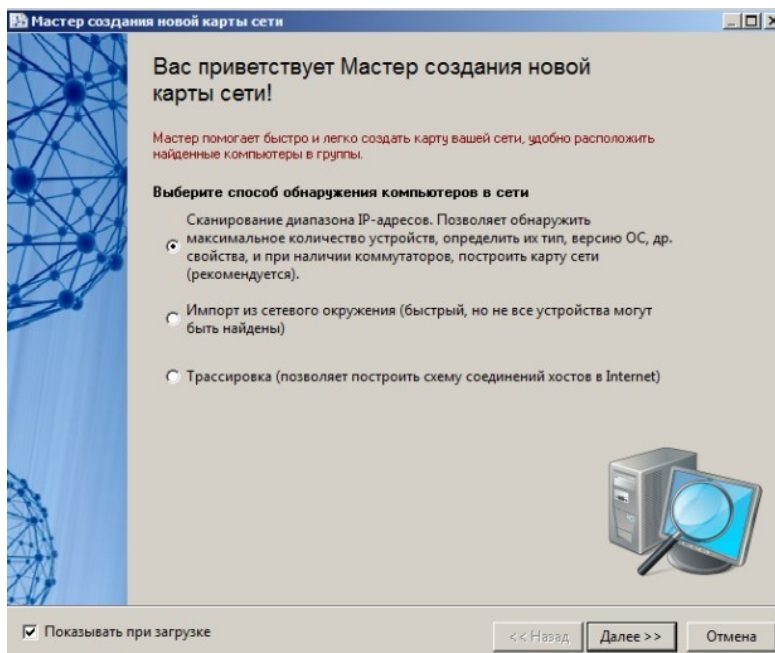 Мастер создания новой карты сети
Вас приветствует Мастер создания новой
карты сети!
Мастер помогает быстро и легко создать карту вашей сети, удобно расположить
найденные компьютеры в группы.
Выберите способ обнаружения компьютеров в сети
Сканирование диапазона IP-адресов. Позволяет обнаружить
максимальное количество устройств, определить их тип, версию ОС, др.
свойства, и при наличии коммутаторов, построить карту сети
(рекомендуется).
Импорт из сетевого окружения (быстрый, но не все устройства могут
быть найдены)
Трассировка (позволяет построить схему соединений хостов в Internet)
Показывать при загрузке
<< Назад
Далее >>
Отмена